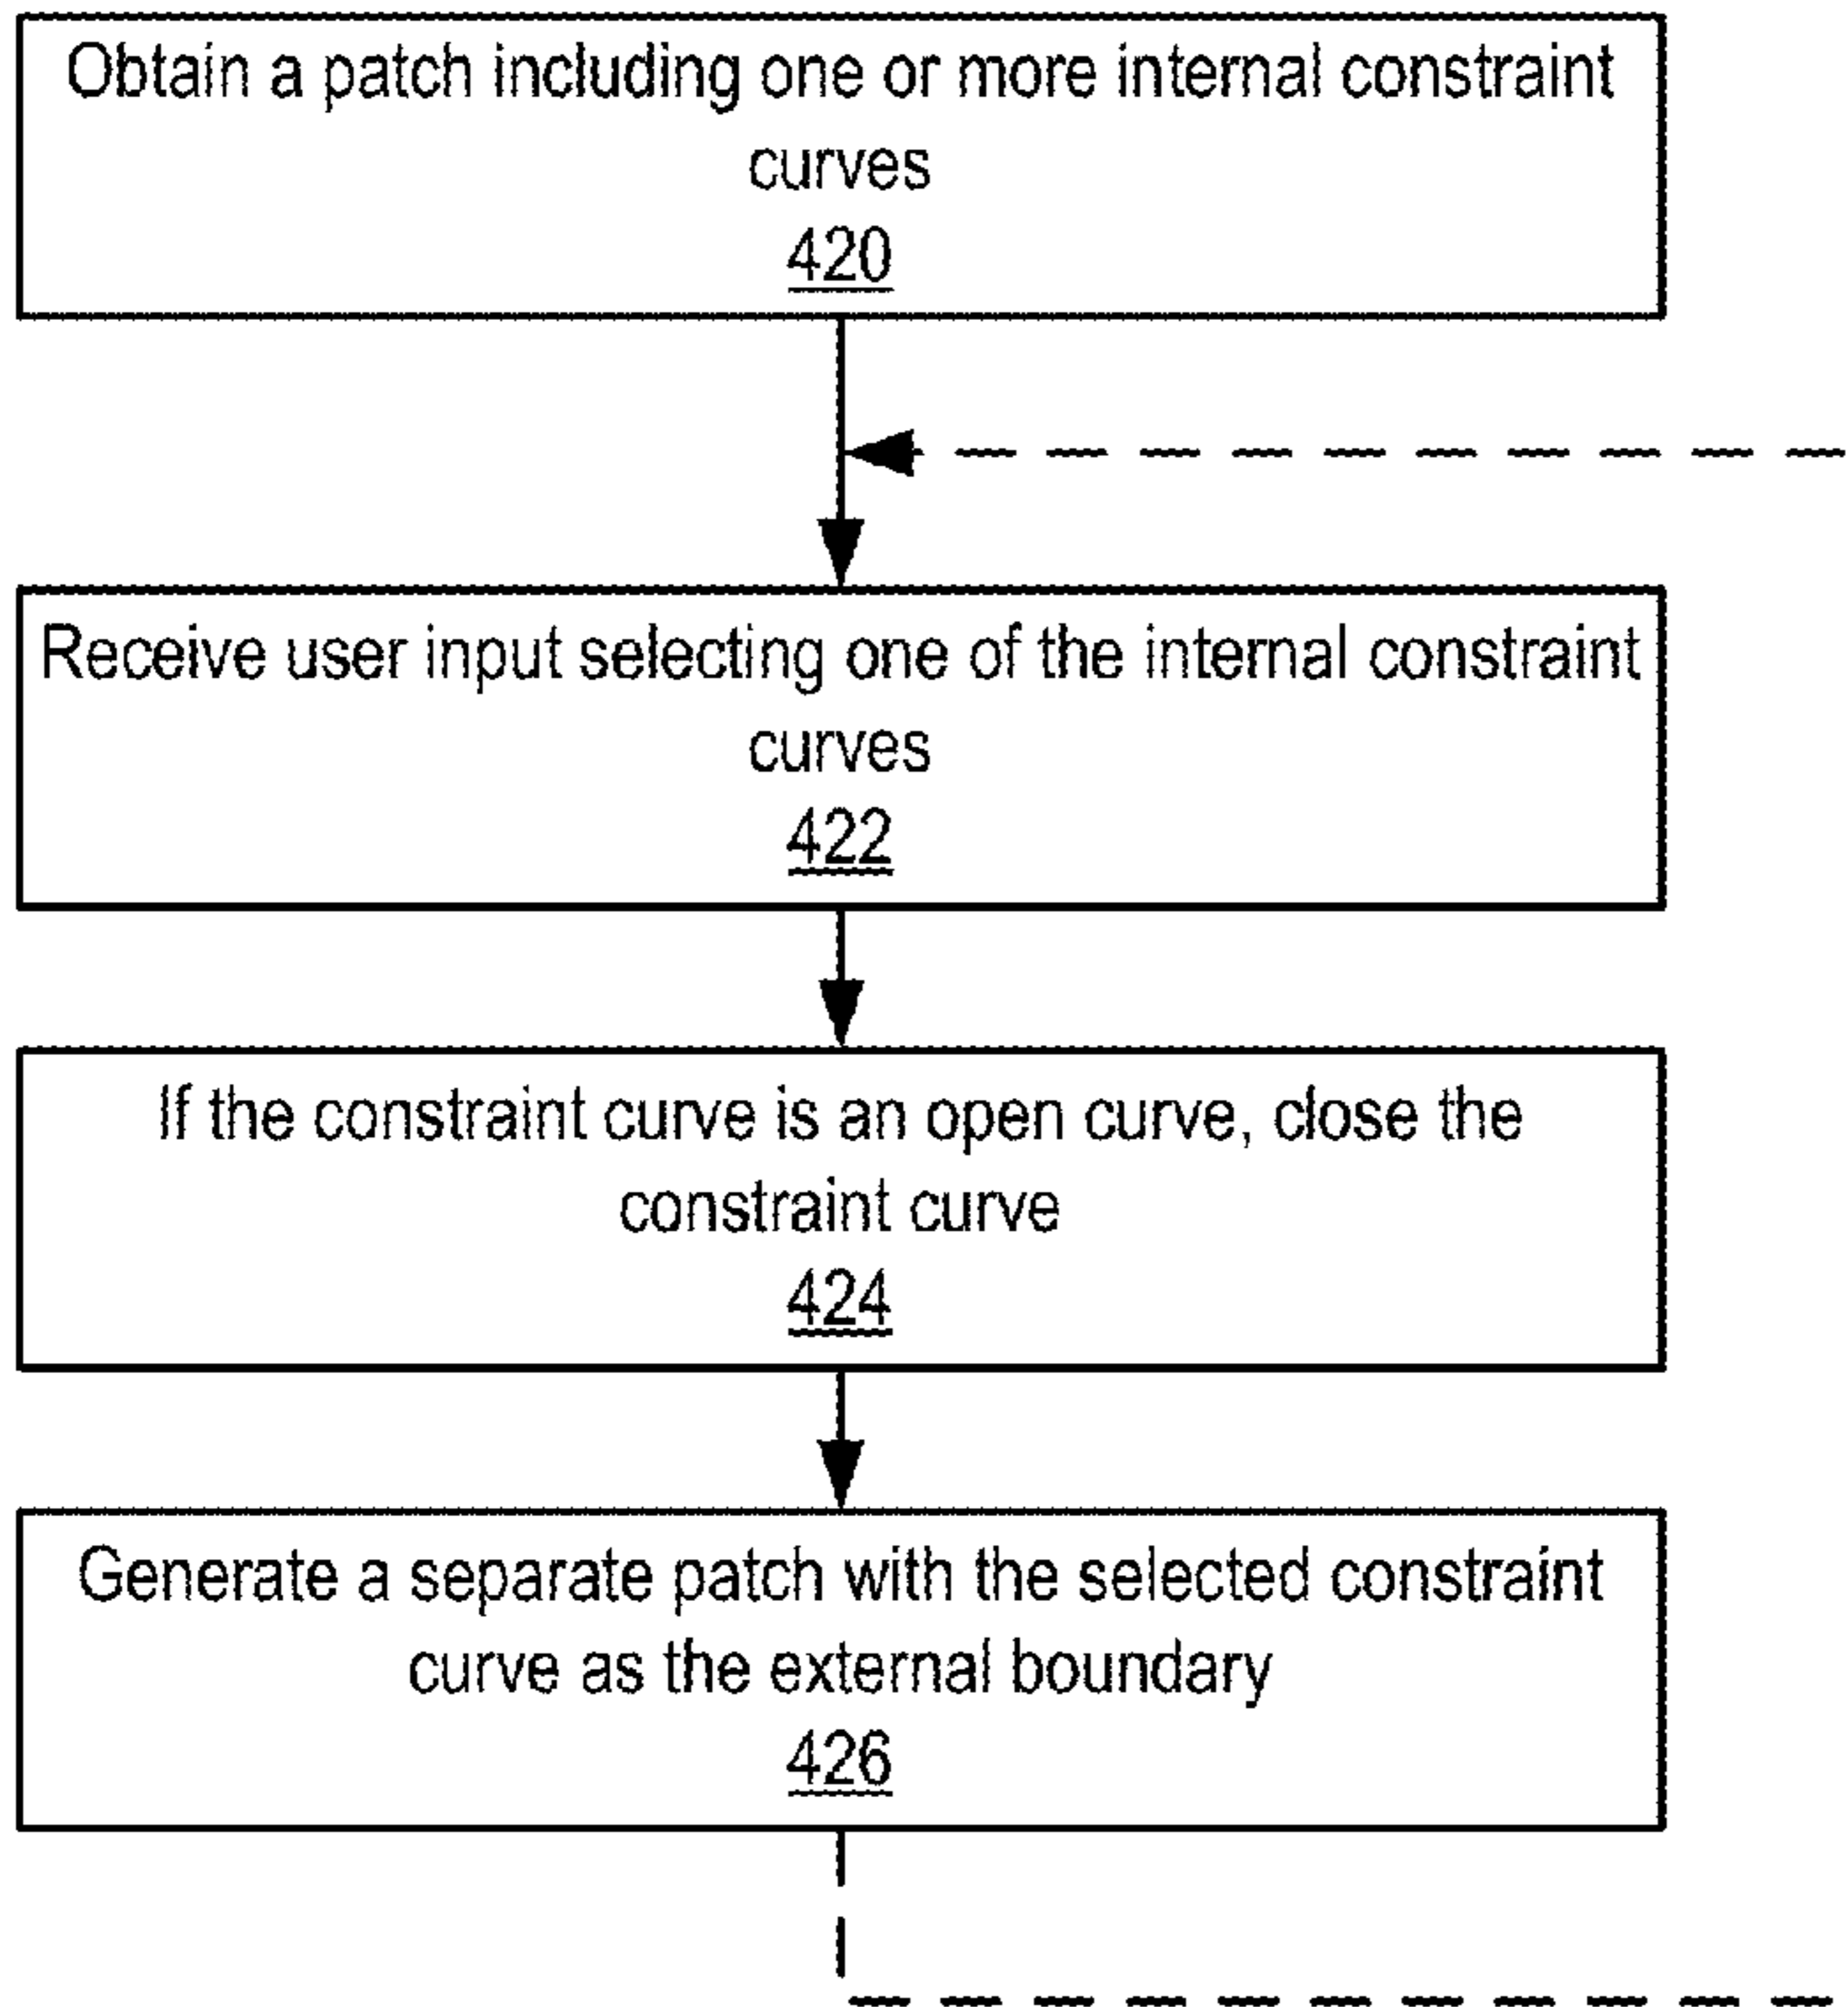 Obtain a patch including one or more internal constraint
curves
420
Receive user input selecting one of the internal constraint
curves
422
If the constraint curve is an open curve, close the
constraint curve
424
Generate a separate patch with the selected constraint
curve as the external boundary
426